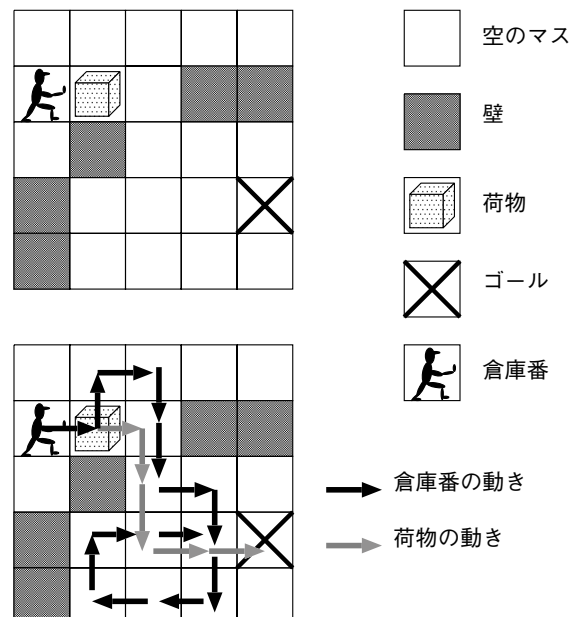 空のマス
壁
荷物
ゴール
倉庫番
倉庫番の動き
荷物の動き